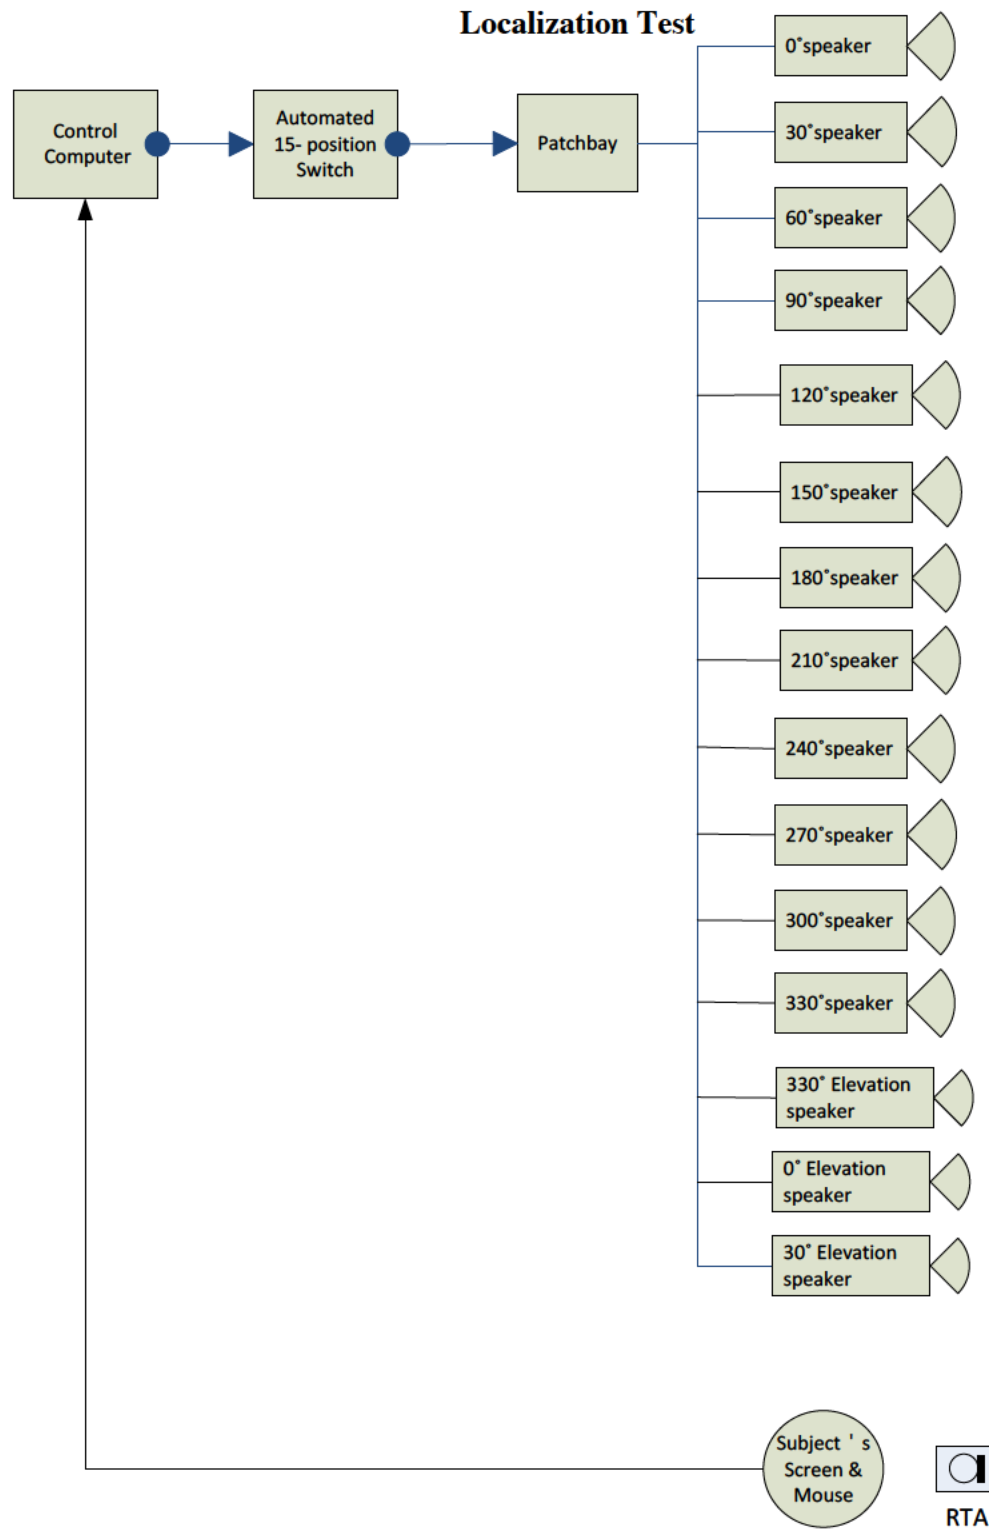 Localization Test
Control
Computer
Automated
15- position
Switch
Patchbay
0˚speaker
30˚speaker
60˚speaker
90˚speaker
120˚speaker
150˚speaker
180˚speaker
210˚speaker
240˚speaker
270˚speaker
300˚speaker
330˚speaker
330˚ Elevation
speaker
0˚ Elevation
speaker
30˚ Elevation
speaker
Subject ' s
Screen &
Mouse
RTA